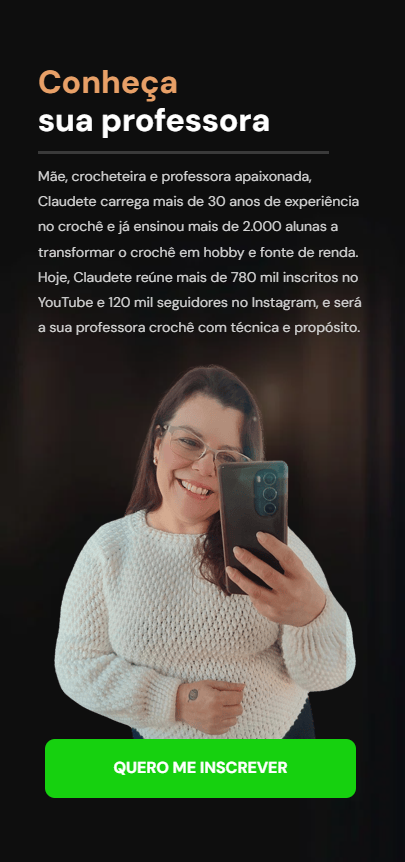 Conheça
sua professora
Mãe, crocheteira e professora apaixonada,
Claudete carrega mais de 30 anos de experiência
no crochê e já ensinou mais de 2.000 alunas a
transformar o crochê em hobby e fonte de renda.
Hoje, Claudete reúne mais de 780 mil inscritos no
YouTube e 120 mil seguidores no Instagram, e será
a sua professora crochê com técnica e propósito.
QUERO ME INSCREVER